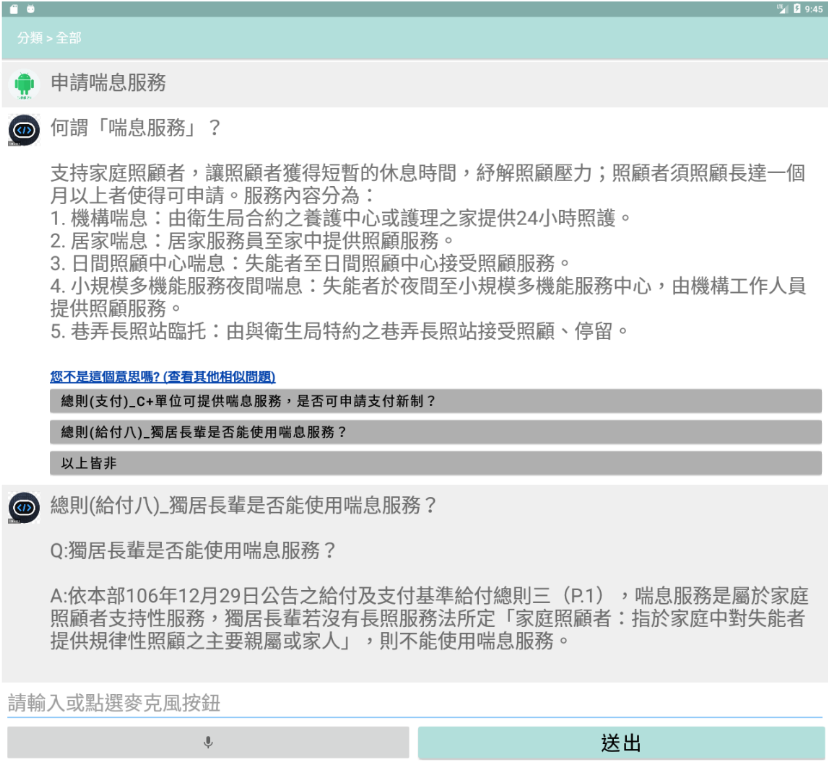 9:45
分類 > 全部
申請喘息服務
何謂「喘息服務」？
支持家庭照顧者，讓照顧者獲得短暫的休息時間，紓解照顧壓力；照顧者須照顧長達一個
月以上者使得可申請。服務內容分為：
1. 機構喘息：由衛生局合約之養護中心或護理之家提供24小時照護。
2. 居家喘息：居家服務員至家中提供照顧服務。
3. 日間照顧中心喘息：失能者至日間照顧中心接受照顧服務。
4. 小規模多機能服務夜間喘息：失能者於夜間至小規模多機能服務中心，由機構工作人員
提供照顧服務。
5. 巷弄長照站臨托：由與衛生局特約之巷弄長照站接受照顧、停留。
您不是這個意思嗎? (查看其他相似問題)
總則(支付)_C+單位可提供喘息服務，是否可申請支付新制？
總則(給付八)_獨居長輩是否能使用喘息服務？
以上皆非
總則(給付八)_獨居長輩是否能使用喘息服務？
Q:獨居長輩是否能使用喘息服務？
A:依本部106年12月29日公告之給付及支付基準給付總則三（P.1），喘息服務是屬於家庭
照顧者支持性服務，獨居長輩若沒有長照服務法所定「家庭照顧者：指於家庭中對失能者
提供規律性照顧之主要親屬或家人」，則不能使用喘息服務。
請輸入或點選麥克風按鈕
送出